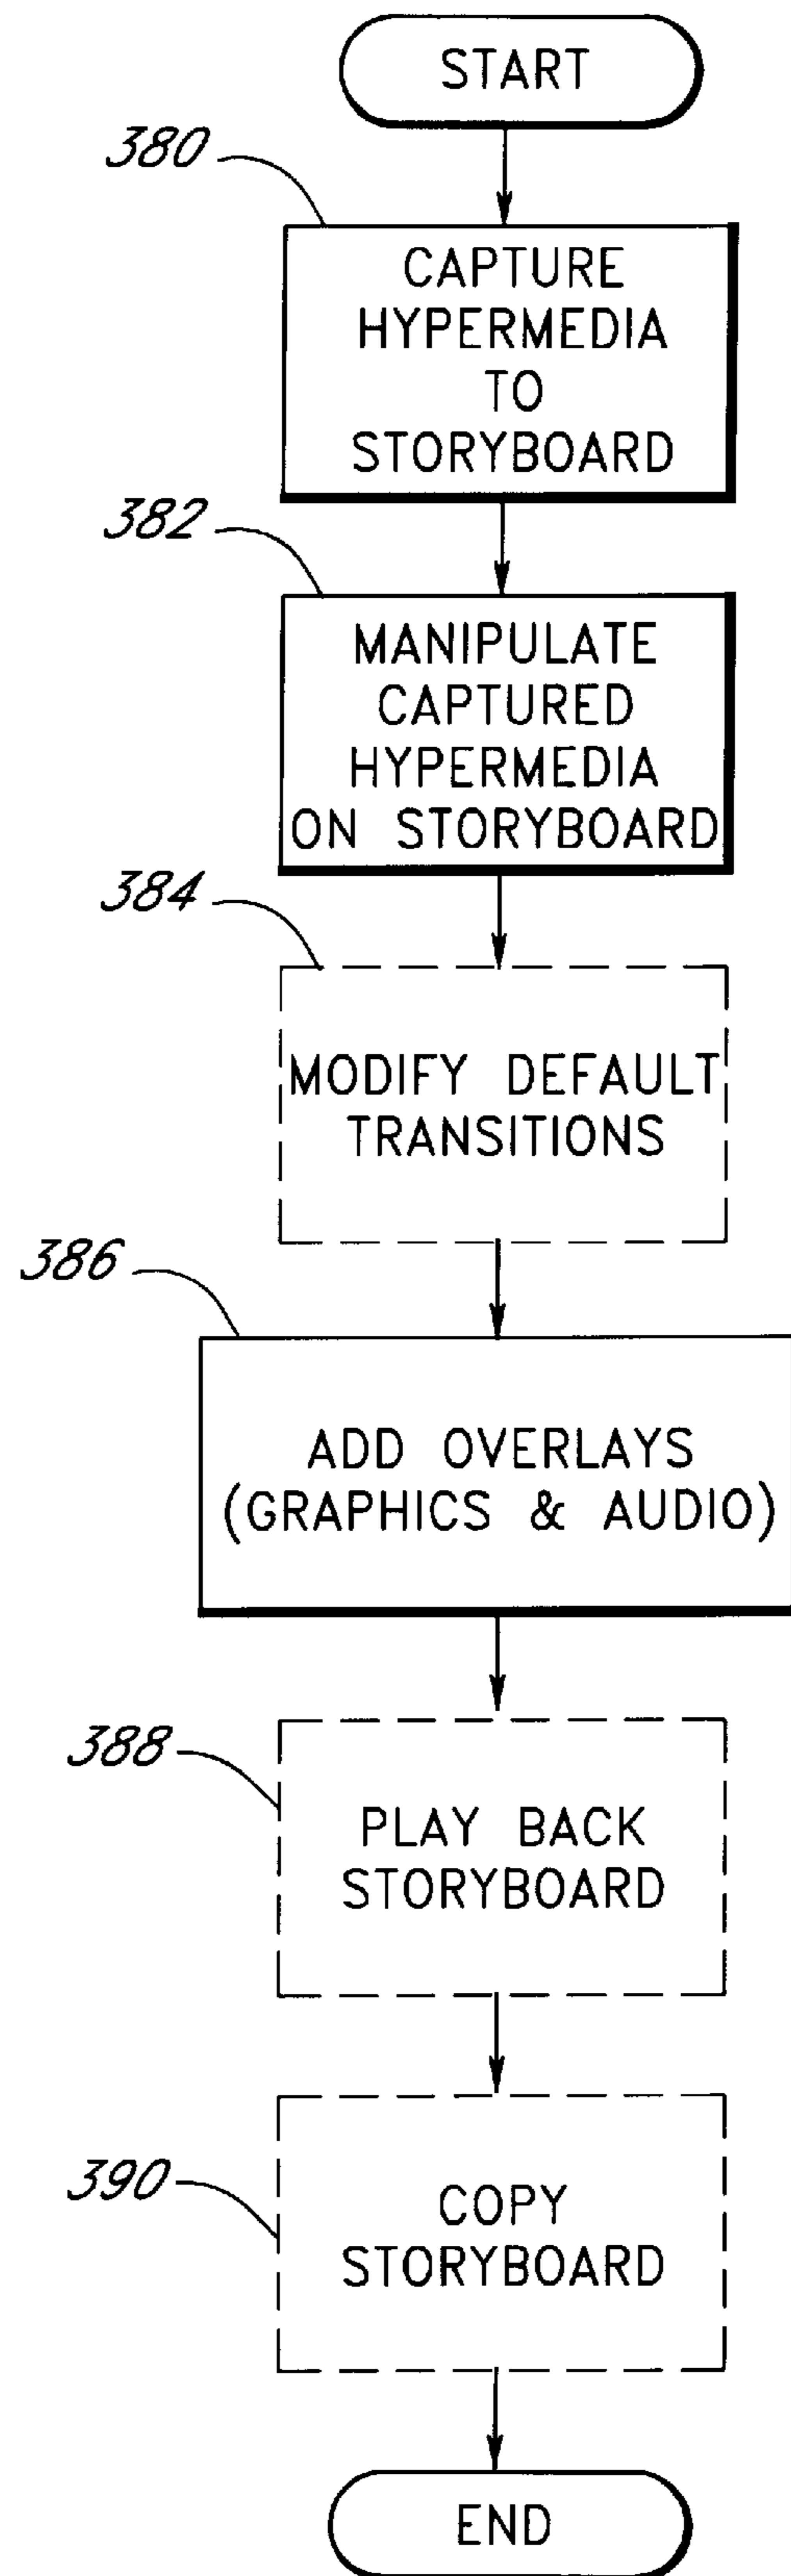 START
380
CAPTURE
HYPERMEDIA
TO
STORYBOARD
382
MANIPULATE
CAPTURED
HYPERMEDIA
ON STORYBOARD
384
MODIFY DEFAULT
TRANSITIONS
386
ADD OVERLAYS
(GRAPHICS & AUDIO)
388
PLAY BACK
STORYBOARD
390
COPY
STORYBOARD
END